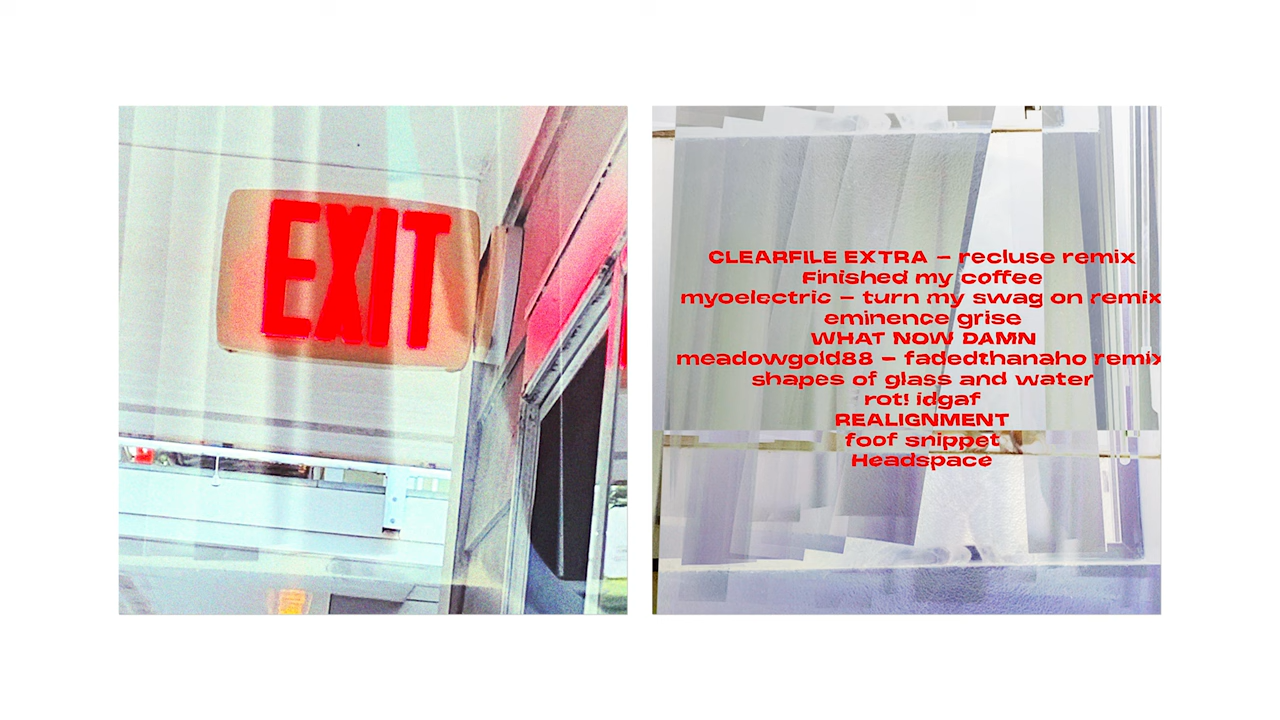 EXIT
CLEARFILE EXTRA – recluse remix
Finished my coffee
myoelectric – turn my swag on remix
eminence grise
WHAT NOW DAMN
meadowgold88 – fadedthanaho remix
shapes of glass and water
rot! idgaf
REALIGNMENT
foof snippet
Headspace